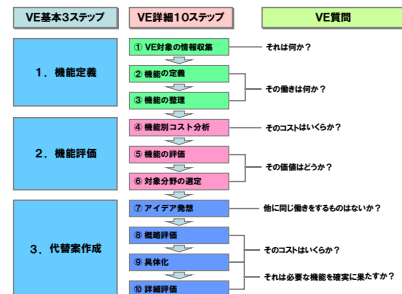 VE基本3ステップ
VE詳細10ステップ
VE質問
1. 機能定義
① VE対象の情報収集
それは何か？
② 機能の定義
その働きは何か？
③ 機能の整理
2. 機能評価
④ 機能別コスト分析
そのコストはいくらか？
⑤ 機能の評価
その価値はどうか？
⑥ 対象分野の選定
3. 代替案作成
⑦ アイデア発想
他に同じ働きをするものはないか？
⑧ 概略評価
そのコストはいくらか？
⑨ 具体化
それは必要な機能を確実に果たすか？
⑩ 詳細評価